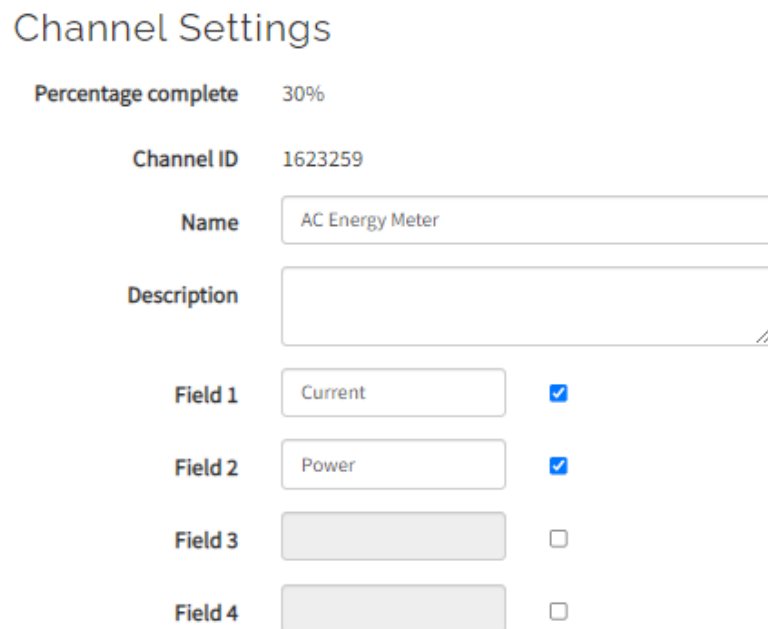 Channel Settings
Percentage complete 30%
Channel ID 1623259
Name AC Energy Meter
Description
Field 1 Current
Field 2 Power
Field 3
Field 4